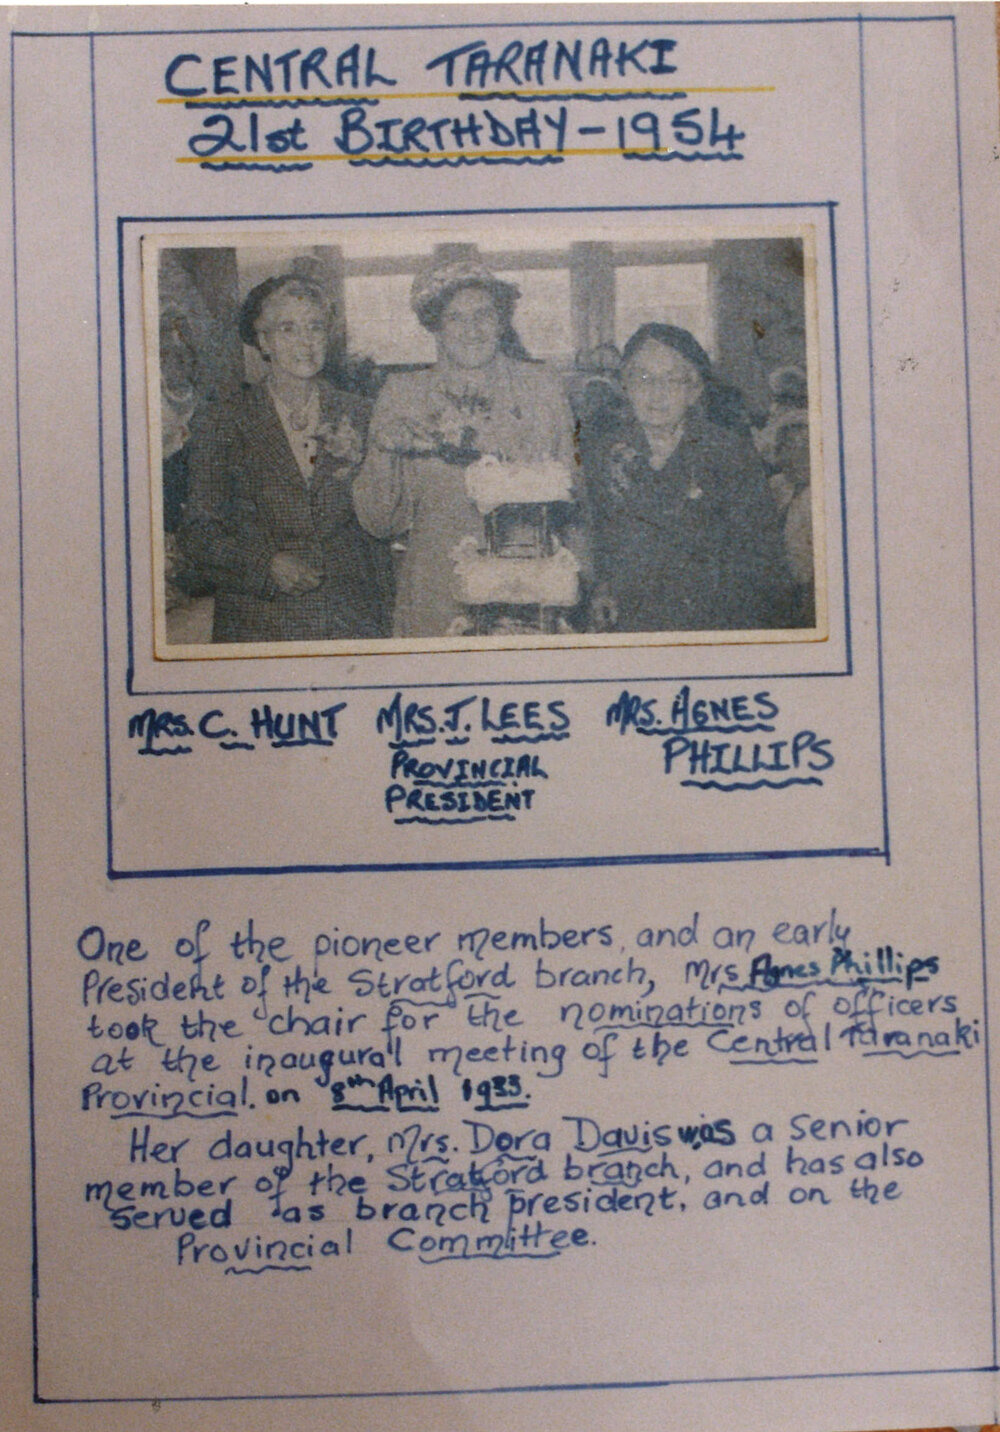 CENTRAL TARANAKI
21st BIRTHDAY-1954
MRS. C. HUNT MRS. J. LEES MRS. AGNES
PROVINCIAL PHILLIPS
PRESIDENT
One of the pioneer members, and an early
President of the Stratford branch, Mrs Agnes Phillips
took the chair for the nominations of officers
at the inaugural meeting of the Central Taranaki
Provincial. on 8th April 1933.
Her daughter, Mrs. Dora Davis was a senior
member of the Stratford branch, and has also
served as branch president, and on the
Provincial Committee.